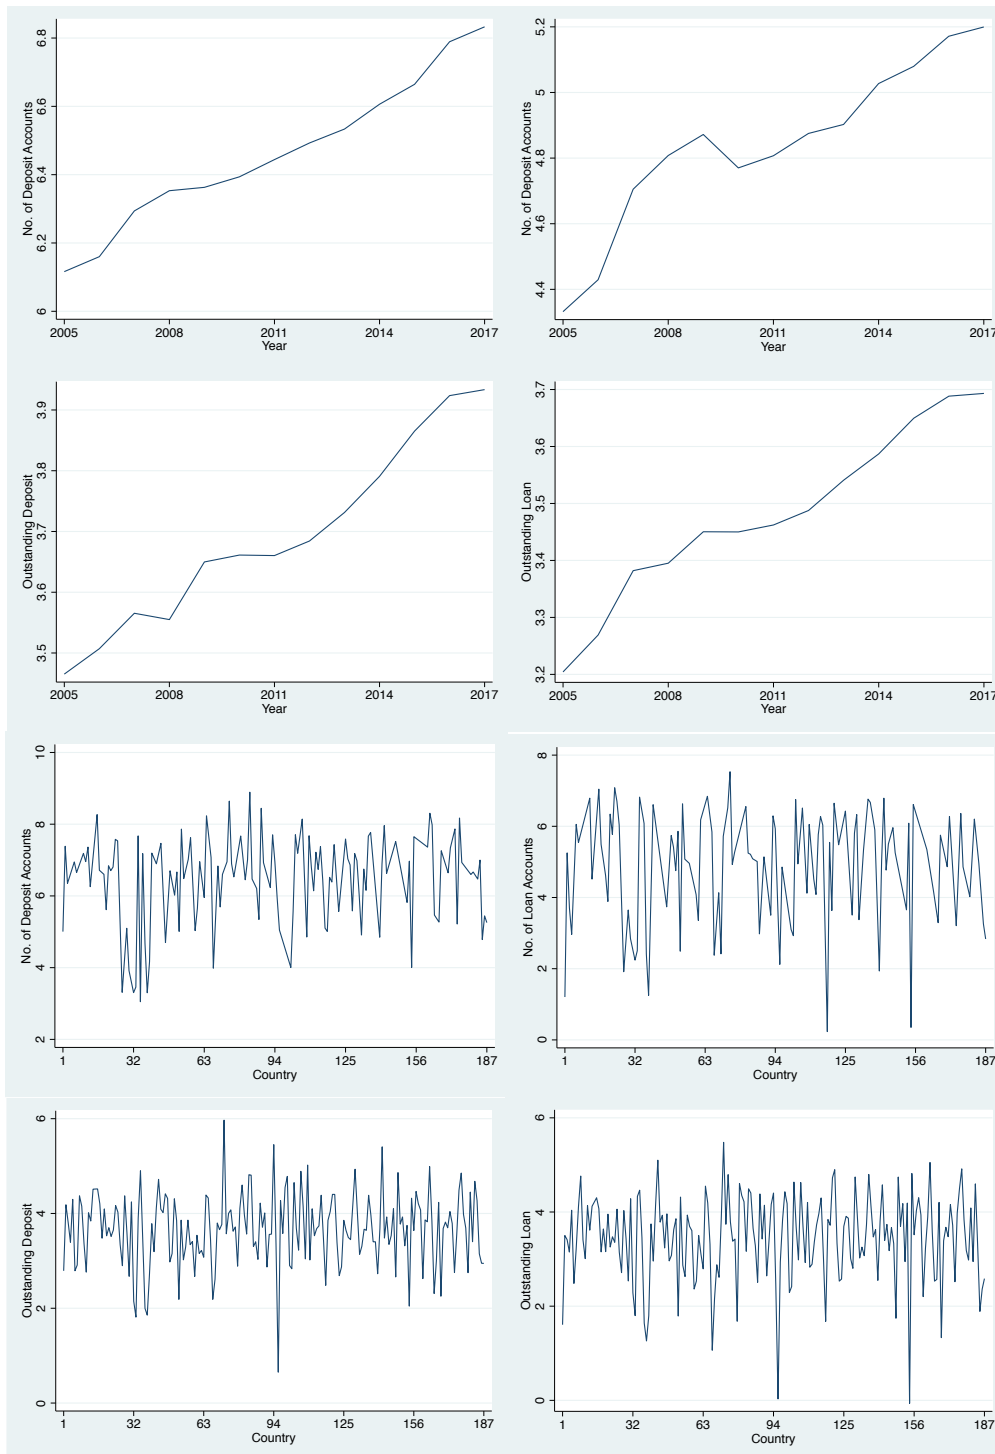 No. of Deposit Accounts
6.8
6.6
6.4
6.2
6
2005 2008 2011 2014 2017
Year
No. of Deposit Accounts
5.2
5
4.8
4.6
4.4
2005 2008 2011 2014 2017
Year
Outstanding Deposit
3.9
3.8
3.7
3.6
3.5
2005 2008 2011 2014 2017
Year
Outstanding Loan
3.7
3.6
3.5
3.4
3.3
3.2
2005 2008 2011 2014 2017
Year
No. of Deposit Accounts
10
8
6
4
2
1 32 63 94 125 156 187
Country
No. of Loan Accounts
8
6
4
2
0
1 32 63 94 125 156 187
Country
Outstanding Deposit
6
4
2
0
1 32 63 94 125 156 187
Country
Outstanding Loan
6
4
2
0
1 32 63 94 125 156 187
Country